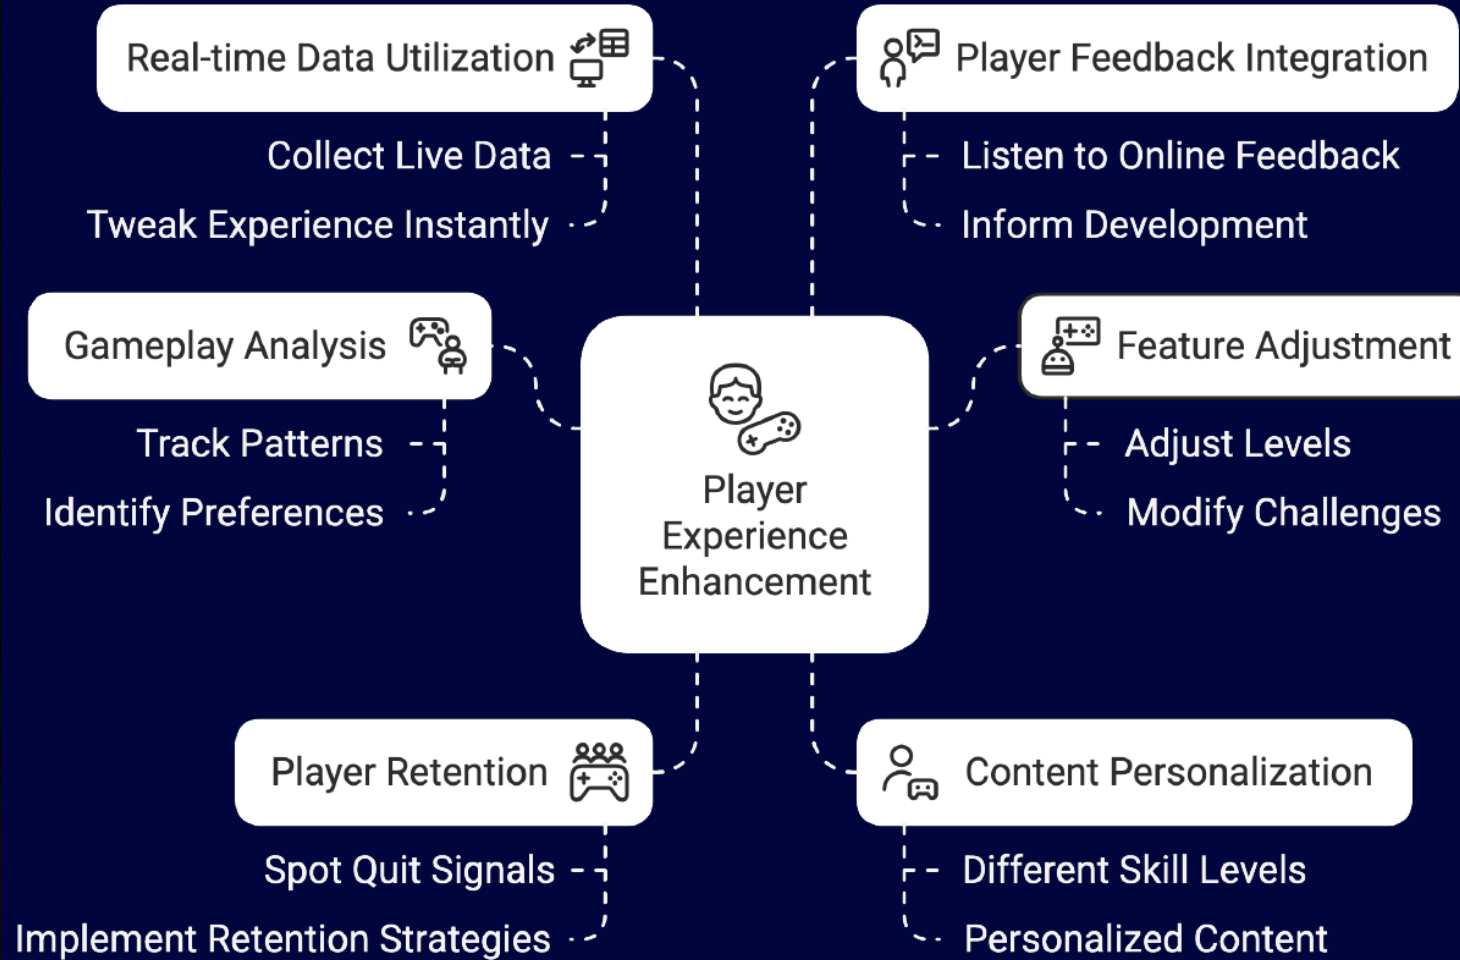 Real-time Data Utilization
Collect Live Data
Tweak Experience Instantly
Player Feedback Integration
Listen to Online Feedback
Inform Development
Gameplay Analysis
Track Patterns
Identify Preferences
Player
Experience
Enhancement
Feature Adjustment
Adjust Levels
Modify Challenges
Player Retention
Spot Quit Signals
Implement Retention Strategies
Content Personalization
Different Skill Levels
Personalized Content